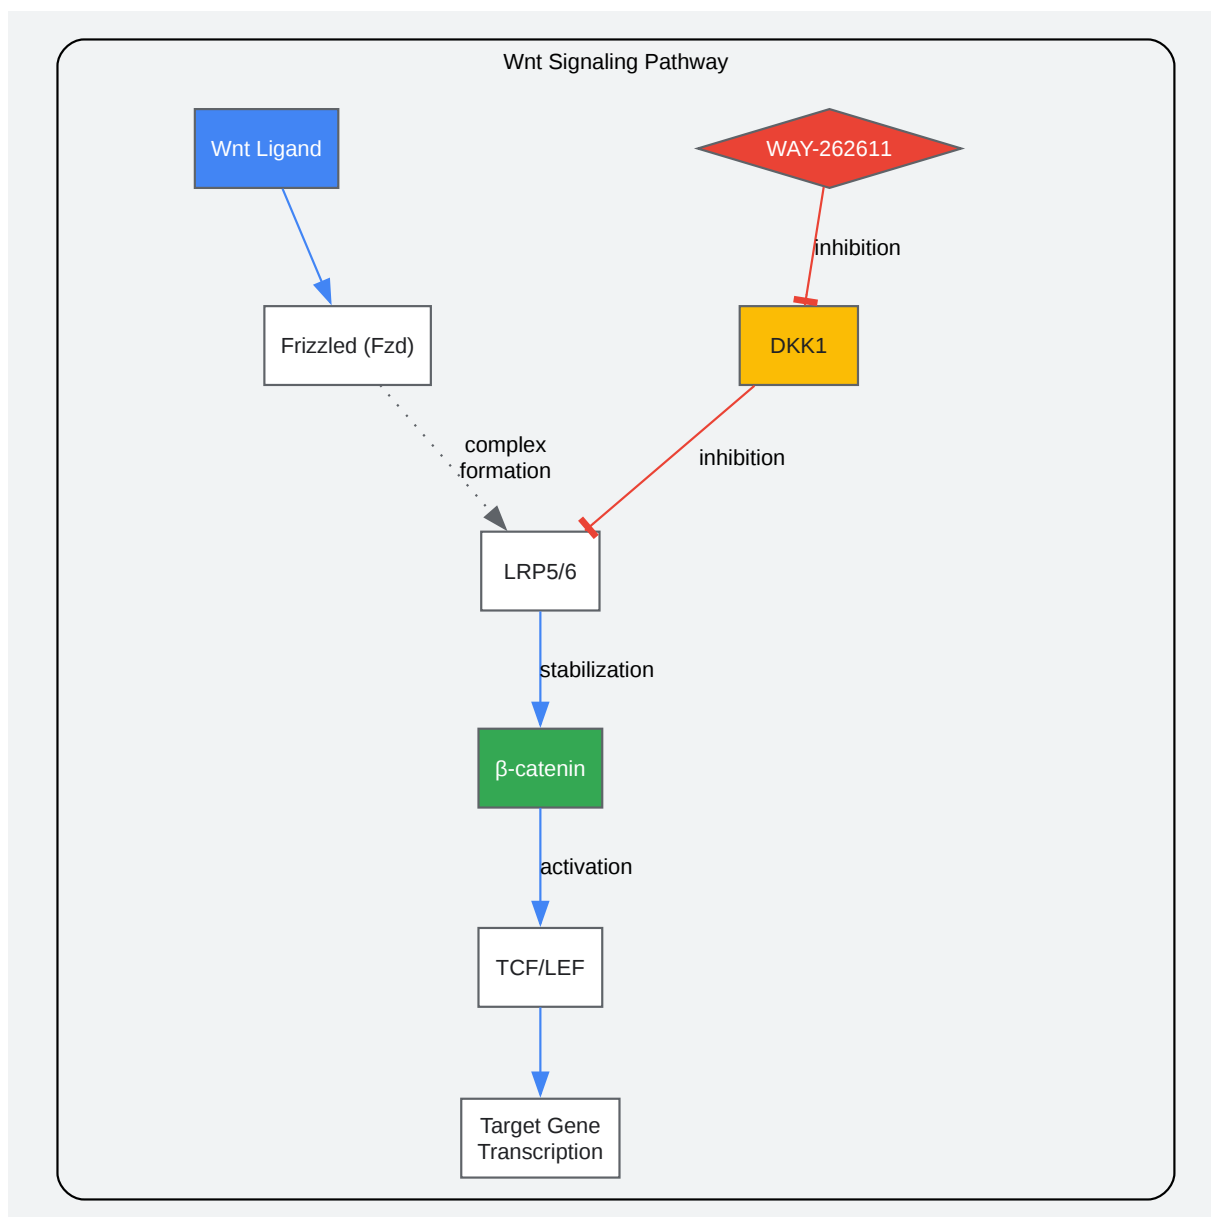 Wnt Signaling Pathway
Wnt Ligand
WAY-262611
inhibition
Frizzled (Fzd)
DKK1
complex
formation
inhibition
LRP5/6
stabilization
β-catenin
activation
TCF/LEF
Target Gene
Transcription